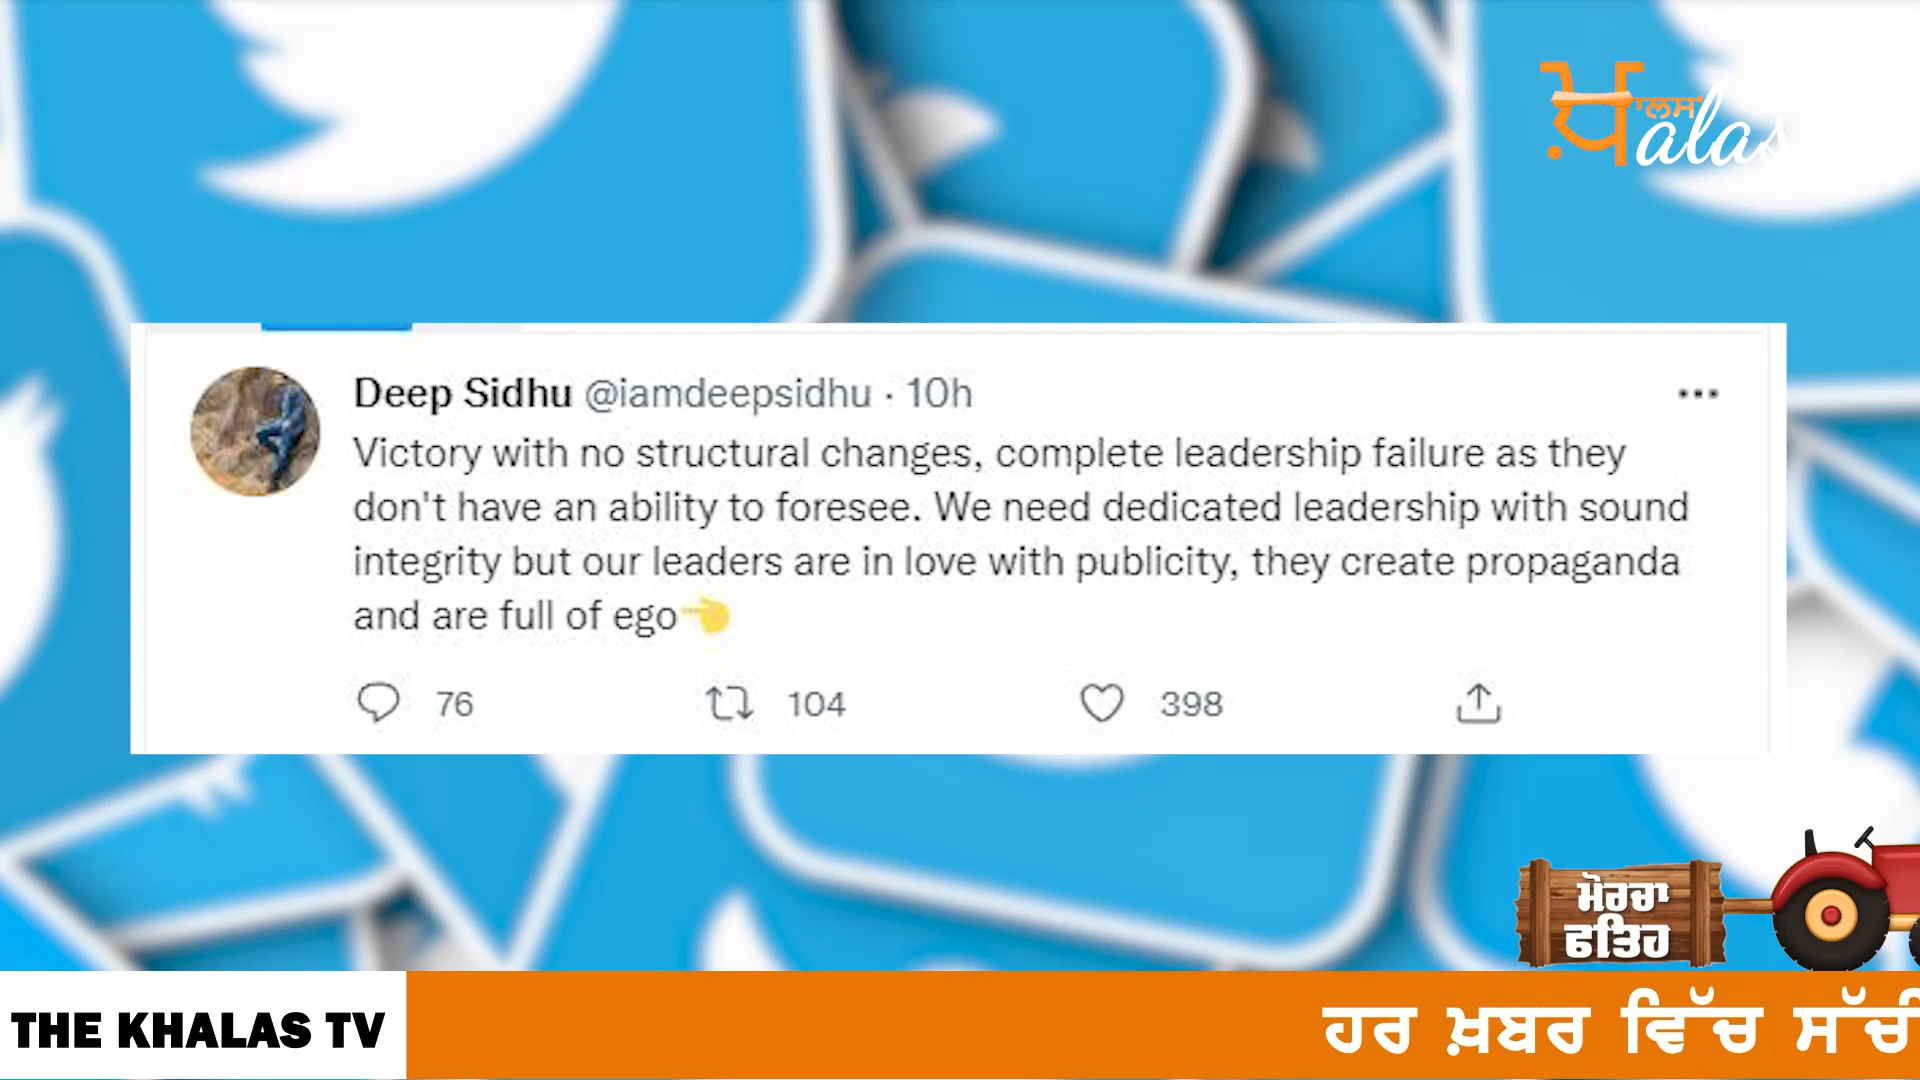 ਖ਼ਾਲਸ
alas
Deep Sidhu @iamdeepsidhu · 10h
Victory with no structural changes, complete leadership failure as they
don't have an ability to foresee. We need dedicated leadership with sound
integrity but our leaders are in love with publicity, they create propaganda
and are full of ego👈
76 104 398
ਮੋਰਚਾ
ਫਤਿਹ
THE KHALAS TV
ਹਰ ਖ਼ਬਰ ਵਿੱਚ ਸੱਚੀ